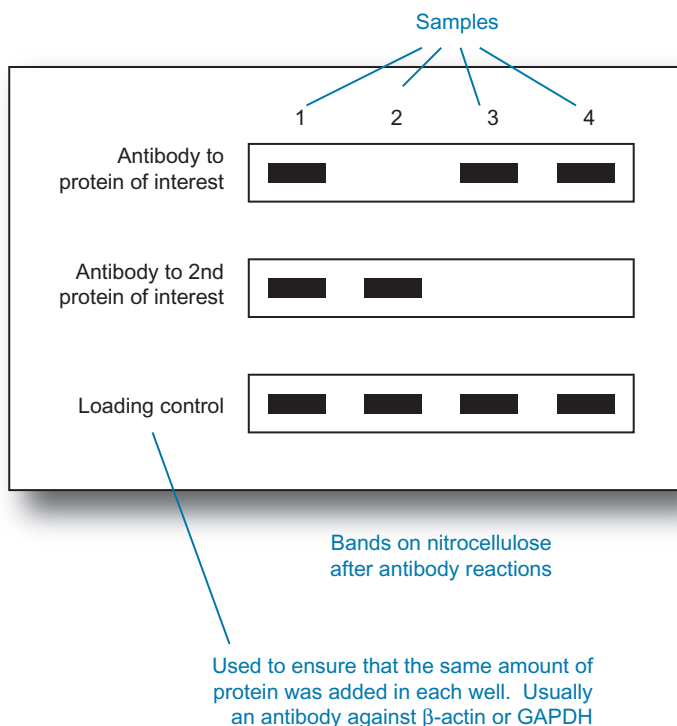 Samples
1 2 3 4
Antibody to
protein of interest
Antibody to 2nd
protein of interest
Loading control
Bands on nitrocellulose
after antibody reactions
Used to ensure that the same amount of
protein was added in each well. Usually
an antibody against β-actin or GAPDH